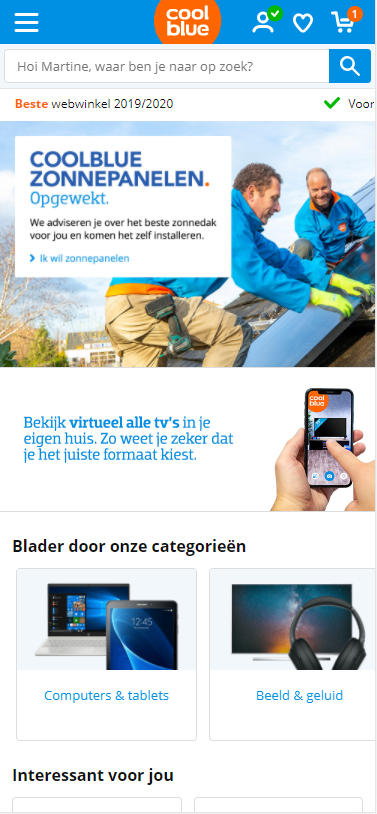 cool
blue
1
Hoi Martine, waar ben je naar op zoek?
Beste webwinkel 2019/2020
Voor
COOLBLUE
ZONNEPANELEN.
Opgewekt.
We adviseren je over het beste zonnedak
voor jou en komen het zelf installeren.
Ik wil zonnepanelen
Bekijk virtueel alle tv's in je
eigen huis. Zo weet je zeker dat
je het juiste formaat kiest.
cool
blue
Blader door onze categorieën
Computers & tablets
Beeld & geluid
Interessant voor jou